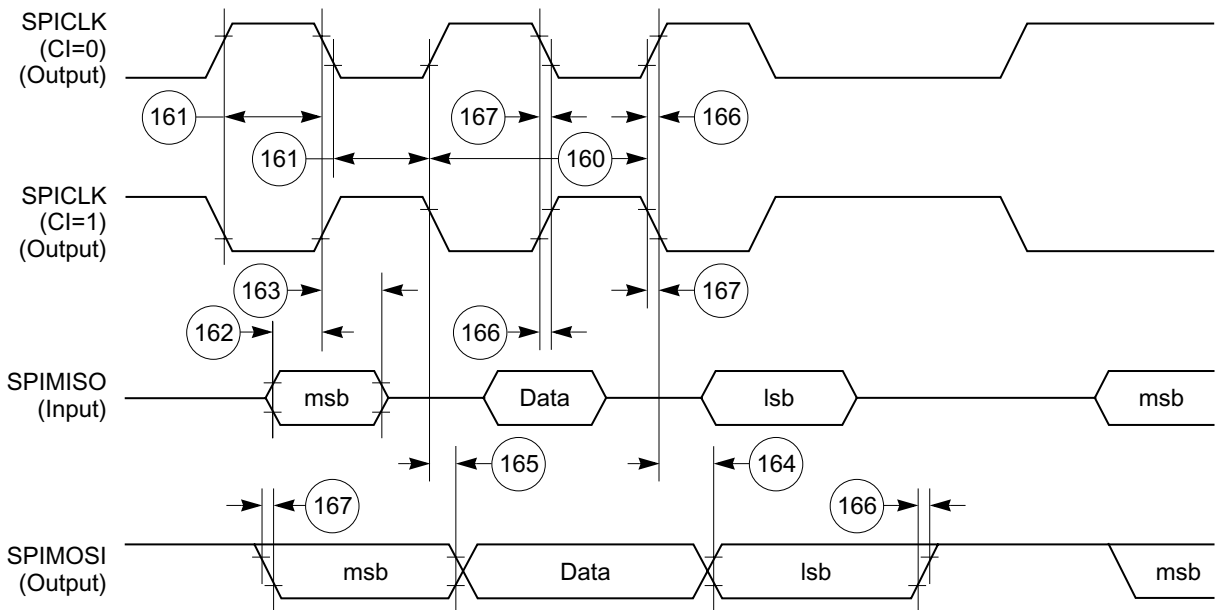 SPICLK
(CI=0)
(Output)
161
167
166
161
160
SPICLK
(CI=1)
(Output)
163
167
162
166
SPIMISO
(Input)
msb
Data
lsb
msb
165
164
167
166
SPIMOSI
(Output)
msb
Data
lsb
msb